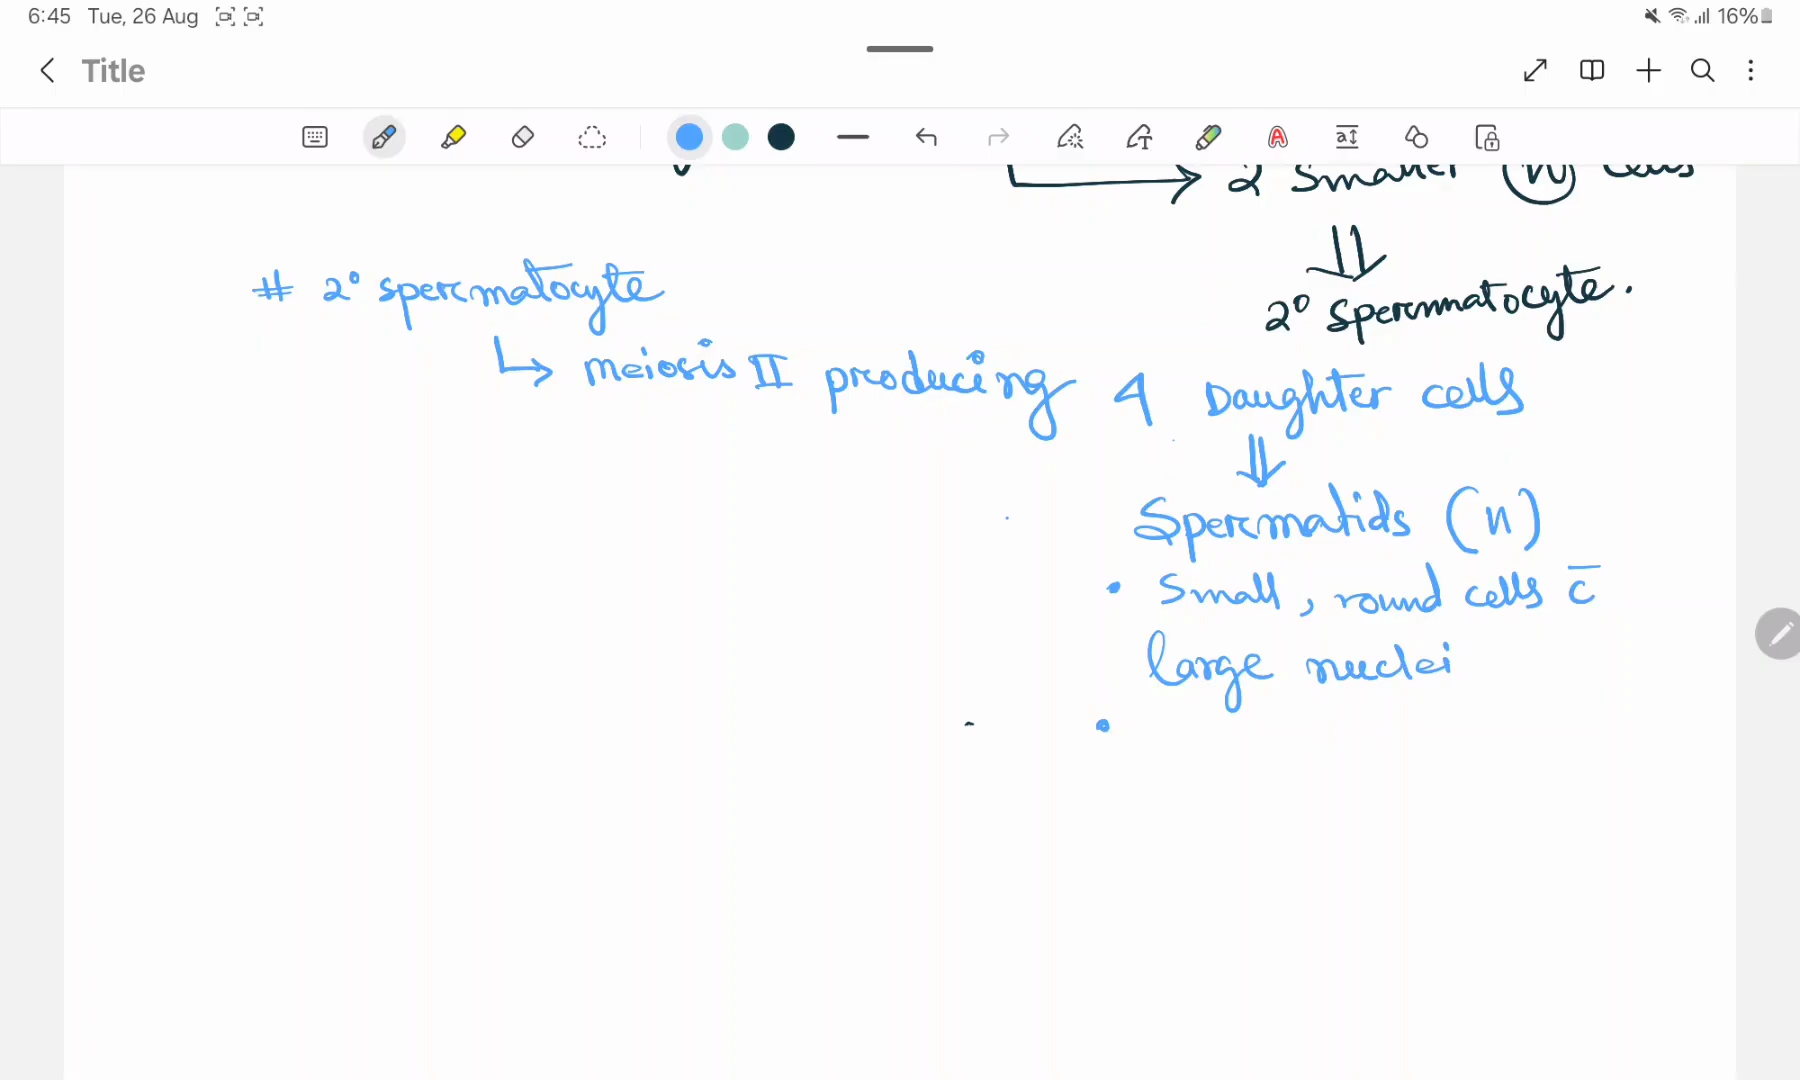 6:45 Tue, 26 Aug
16%
Title
2 smaller (n) cells
# 2° spermatocyte
2° spermatocyte.
↳ meiosis II producing 4 Daughter cells
⇓
Spermatids (n)
• Small, round cells c̄
large nuclei
•